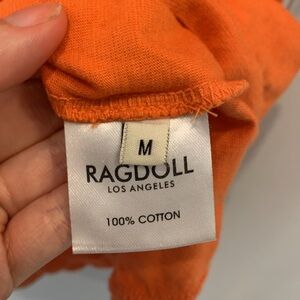 M
RAGDOLL
LOS ANGELES
100% COTTON